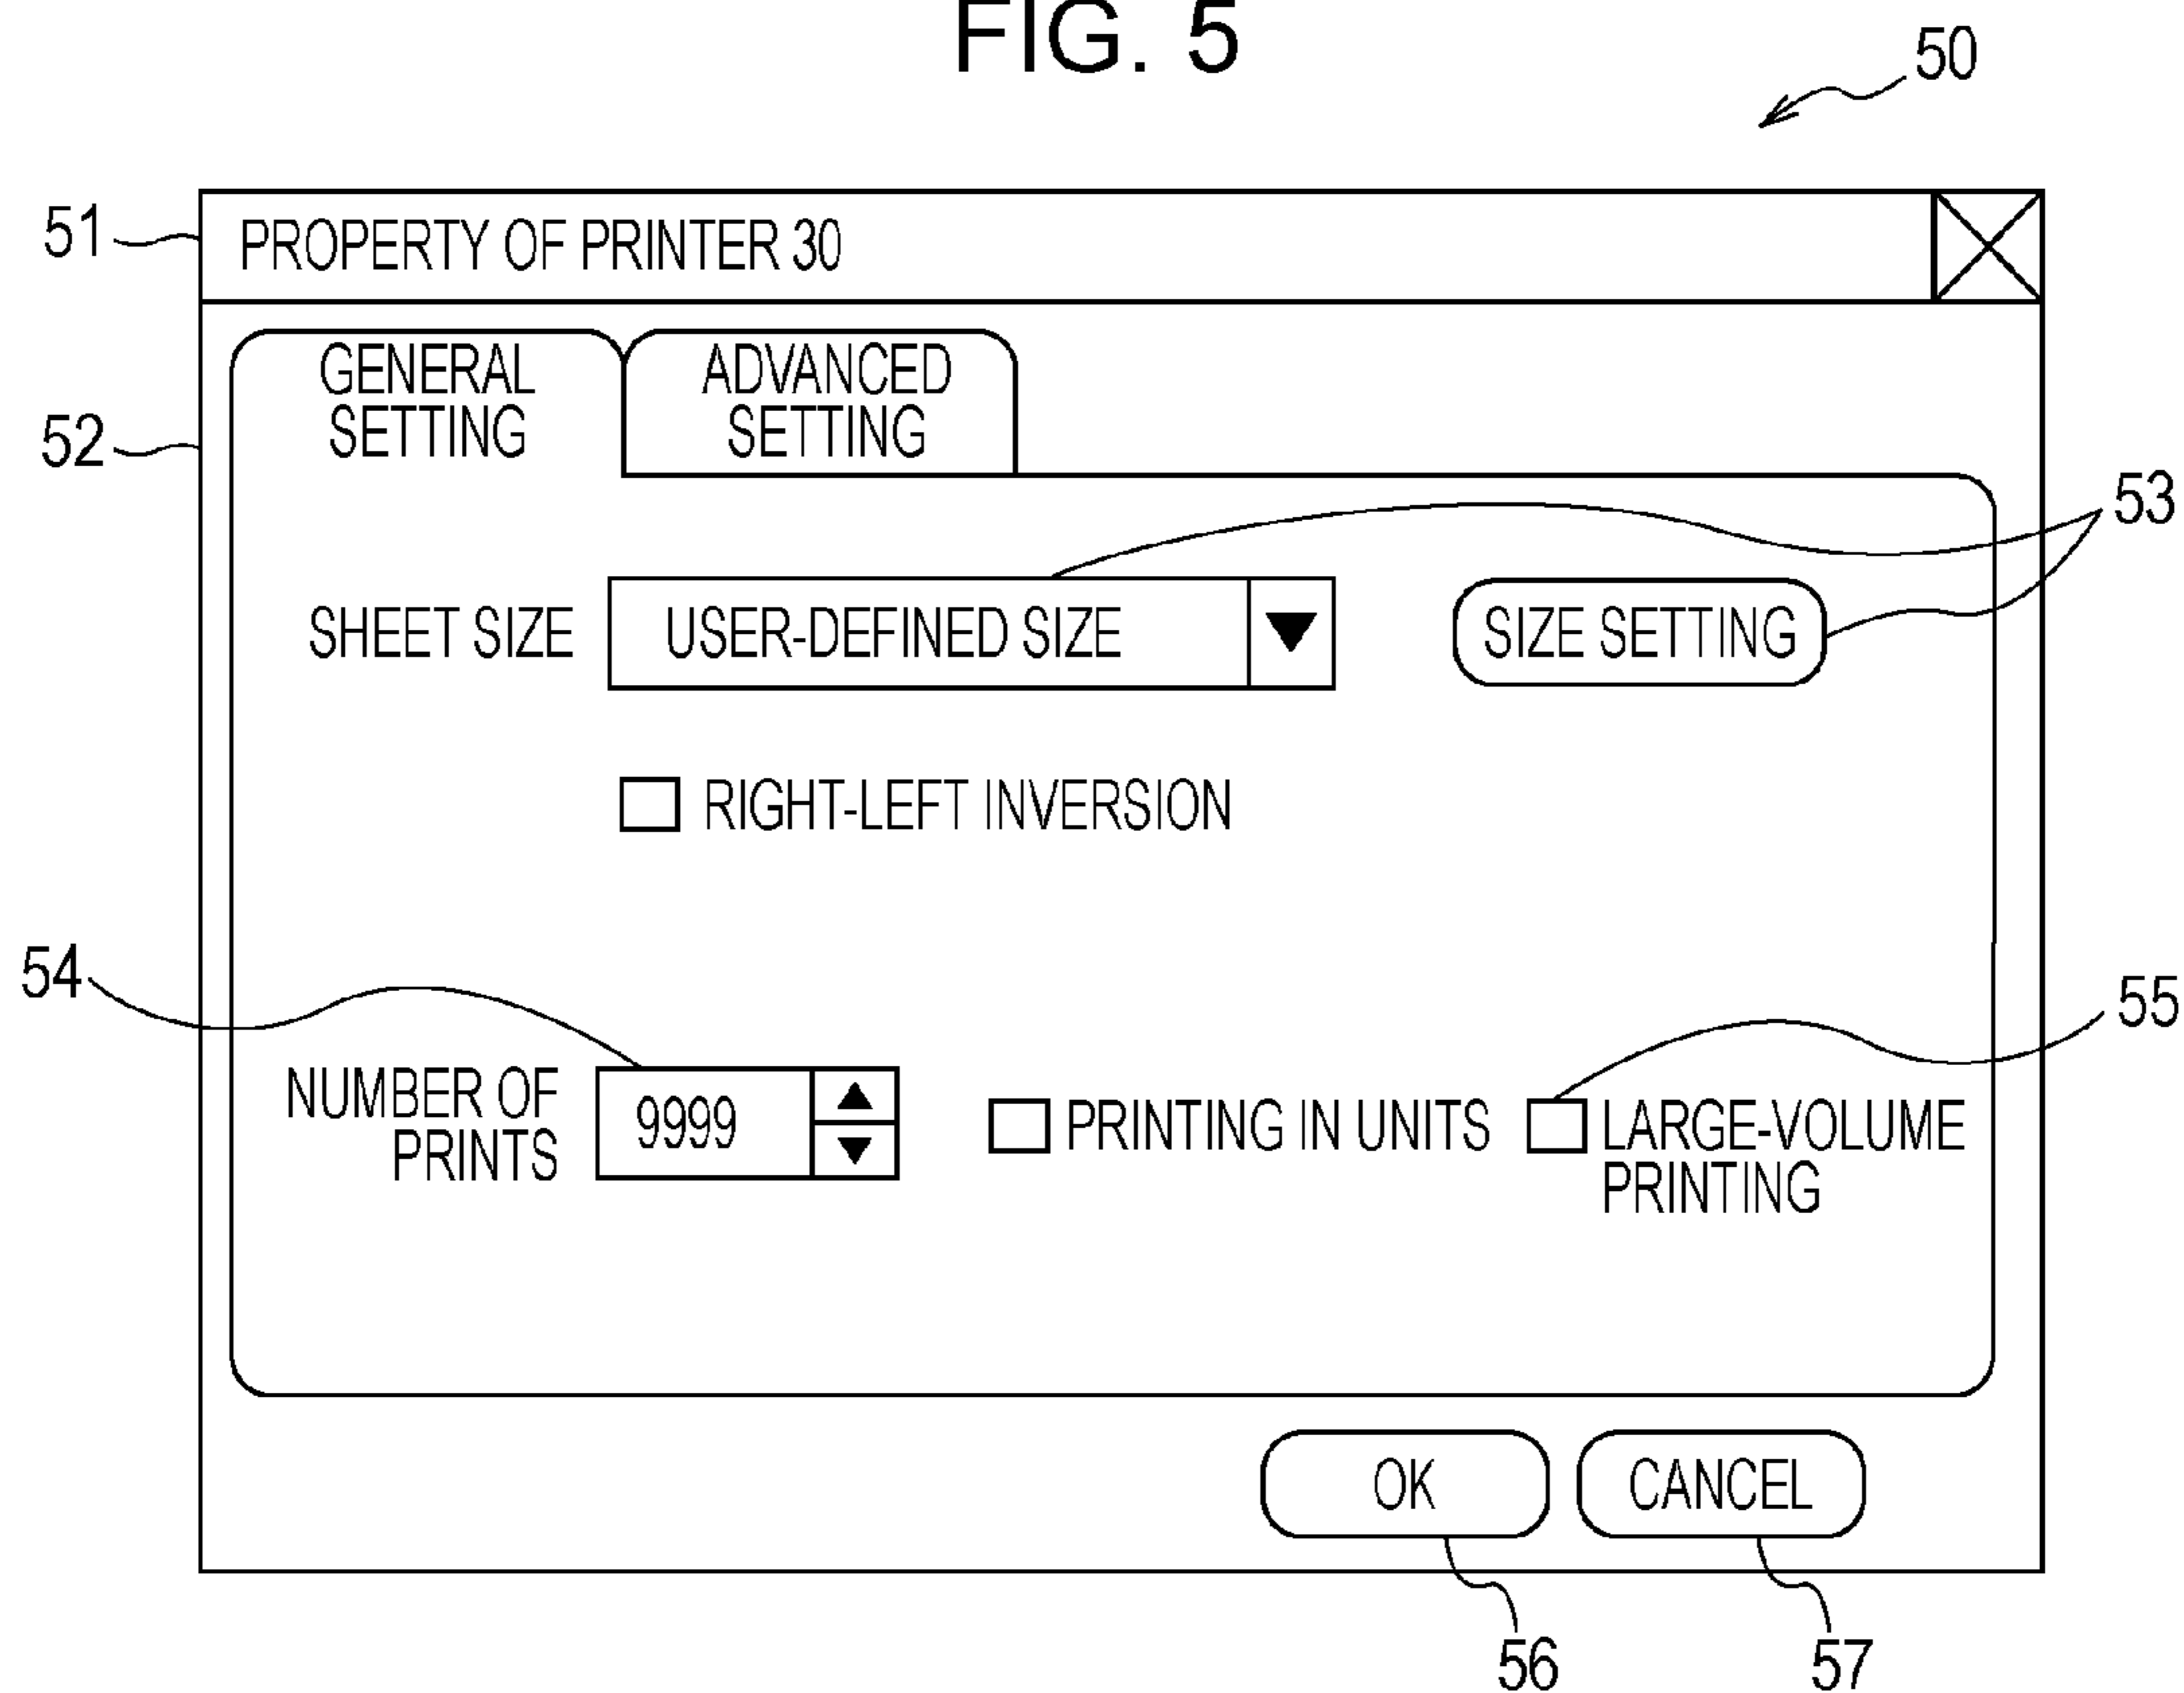 FIG. 5
50
51
PROPERTY OF PRINTER 30
GENERAL
SETTING
ADVANCED
SETTING
52
53
SHEET SIZE
USER-DEFINED SIZE
SIZE SETTING
RIGHT-LEFT INVERSION
54
55
NUMBER OF
PRINTS
9999
PRINTING IN UNITS
LARGE-VOLUME
PRINTING
OK
CANCEL
56
57